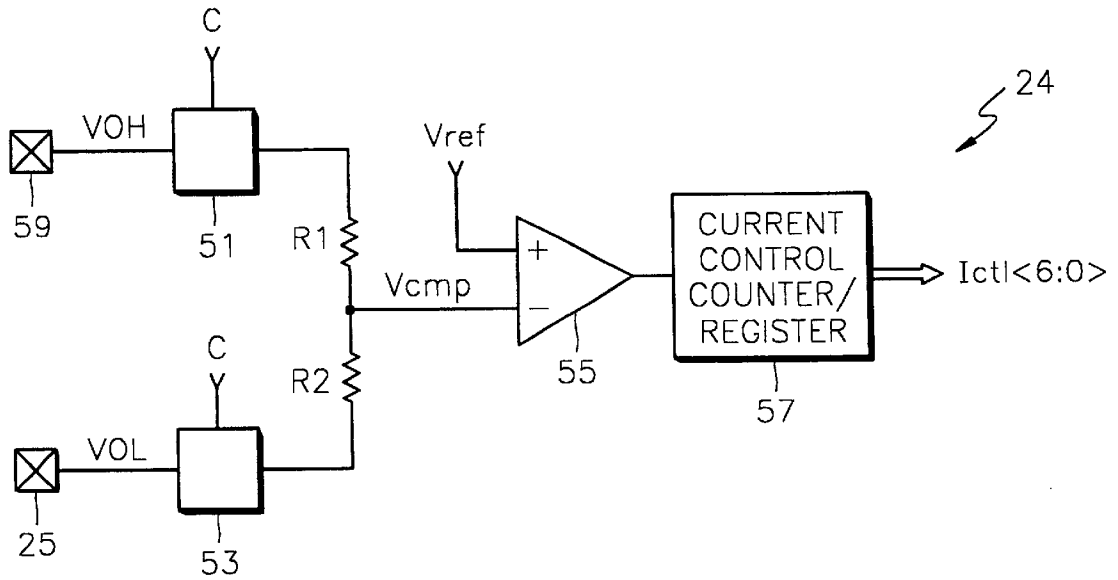 C
VOH
59
51
R1
Vref
+
−
Vcmp
55
CURRENT
CONTROL
COUNTER/
REGISTER
57
Ictl<6:0>
24
C
R2
VOL
25
53